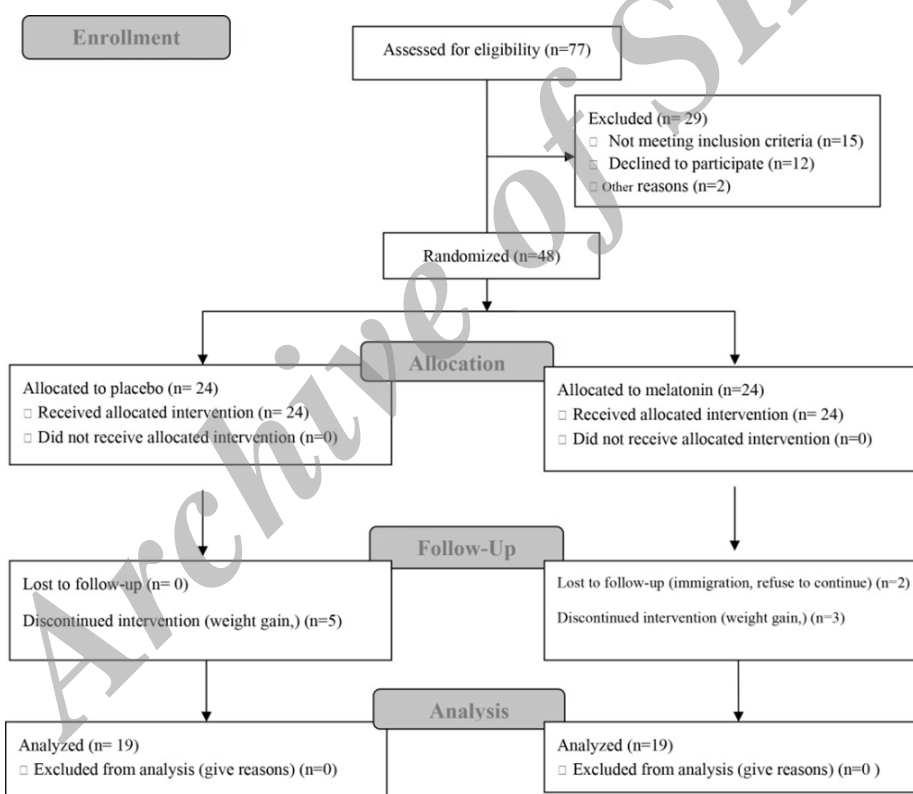 Enrollment
Assessed for eligibility (n=77)
Excluded (n= 29)
□ Not meeting inclusion criteria (n=15)
□ Declined to participate (n=12)
□ Other reasons (n=2)
Randomized (n=48)
Allocation
Allocated to placebo (n= 24)
□ Received allocated intervention (n= 24)
□ Did not receive allocated intervention (n=0)
Allocated to melatonin (n=24)
□ Received allocated intervention (n= 24)
□ Did not receive allocated intervention (n=0)
Follow-Up
Lost to follow-up (n= 0)
Discontinued intervention (weight gain,) (n=5)
Lost to follow-up (immigration, refuse to continue) (n=2)
Discontinued intervention (weight gain,) (n=3)
Analysis
Analyzed (n= 19)
□ Excluded from analysis (give reasons) (n=0)
Analyzed (n=19)
□ Excluded from analysis (give reasons) (n=0 )
Archive of